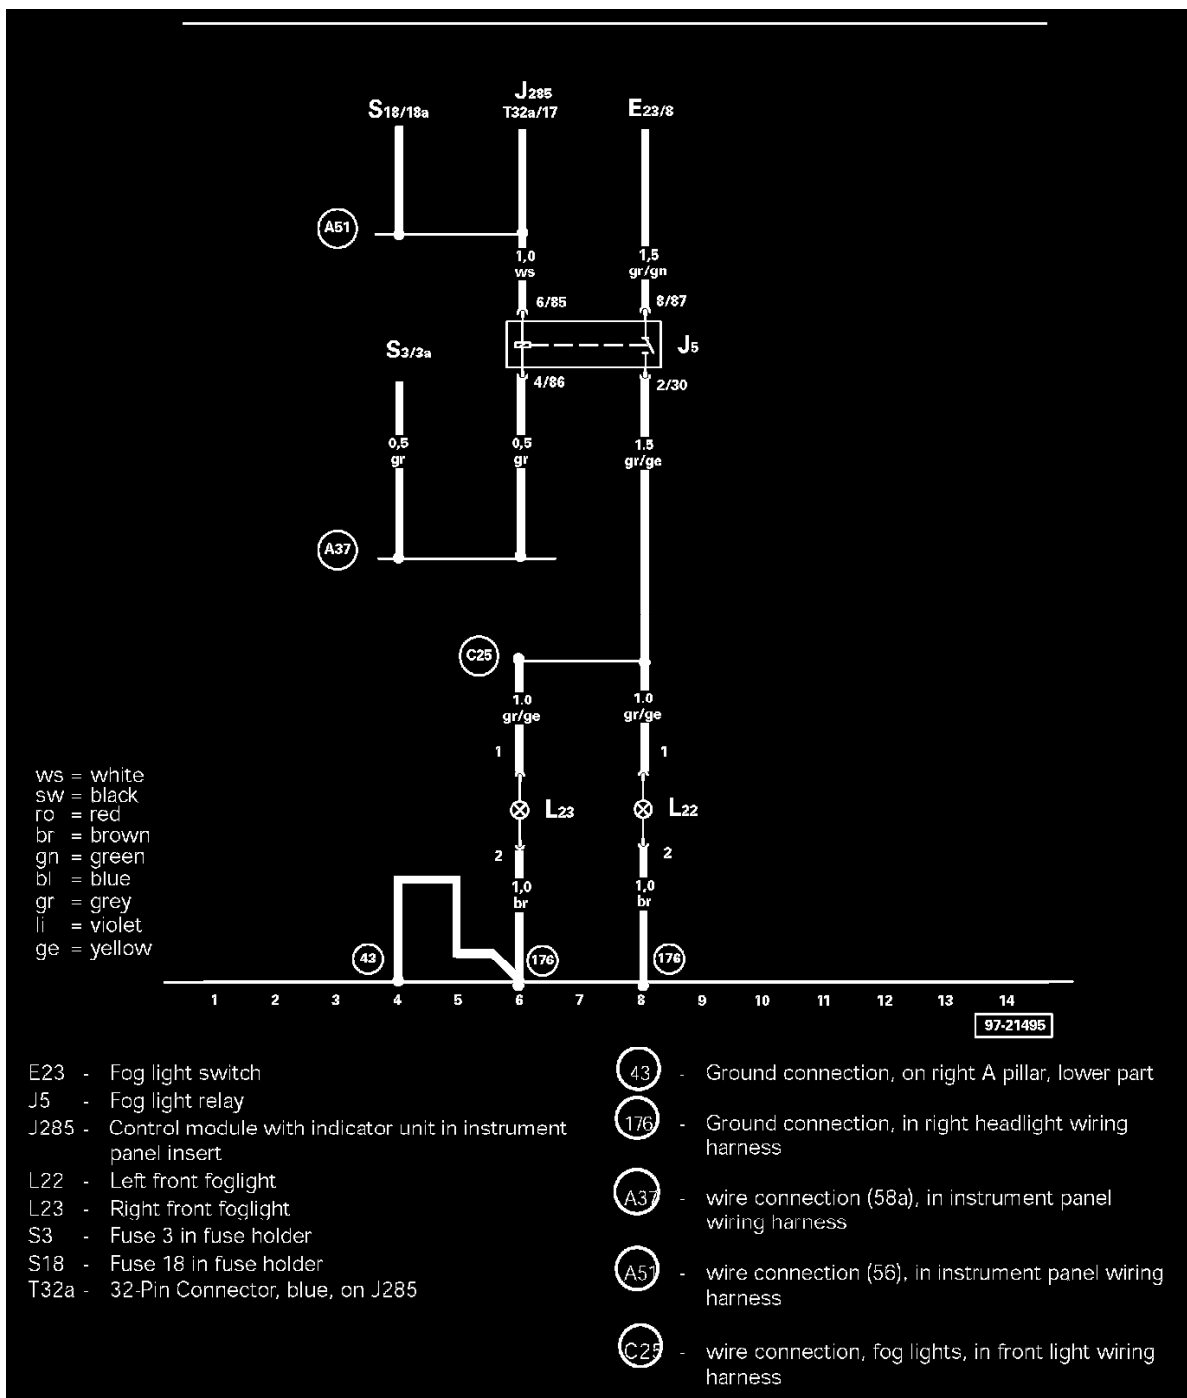 J285
S18/18a
T32a/17
E23/8
A51
1,0
ws
1,5
gr/gn
6/85
8/87
S3/3a
J5
4/86
2/30
0,5
gr
0,5
gr
1.5
gr/ge
A37
C25
1.0
gr/ge
1.0
gr/ge
1
1
L23
L22
2
2
1,0
br
1,0
br
ws = white
sw = black
ro = red
br = brown
gn = green
bl = blue
gr = grey
li = violet
ge = yellow
43
176
176
1 2 3 4 5 6 7 8 9 10 11 12 13 14
97-21495
E23 - Fog light switch
J5 - Fog light relay
J285 - Control module with indicator unit in instrument
panel insert
L22 - Left front foglight
L23 - Right front foglight
S3 - Fuse 3 in fuse holder
S18 - Fuse 18 in fuse holder
T32a - 32-Pin Connector, blue, on J285
43 - Ground connection, on right A pillar, lower part
176 - Ground connection, in right headlight wiring
harness
A37 - wire connection (58a), in instrument panel
wiring harness
A51 - wire connection (56), in instrument panel wiring
harness
C25 - wire connection, fog lights, in front light wiring
harness